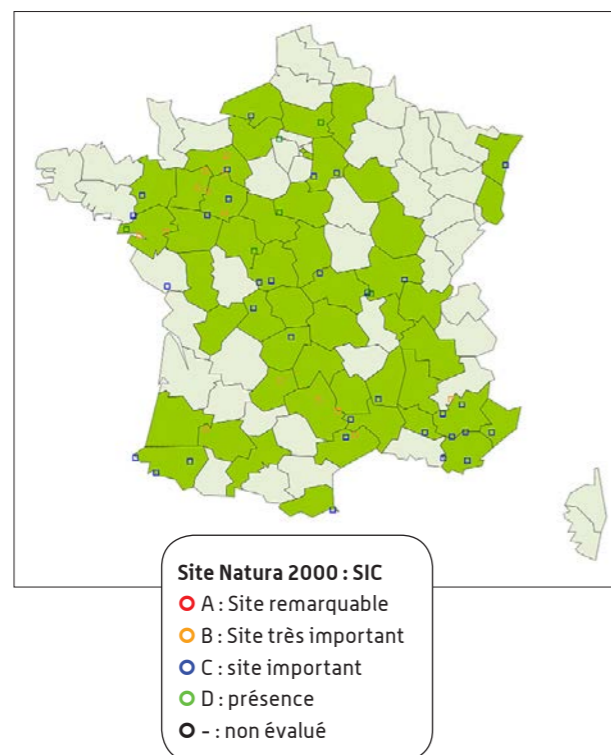 Site Natura 2000 : SIC
A : Site remarquable
B : Site très important
C : site important
D : présence
- : non évalué